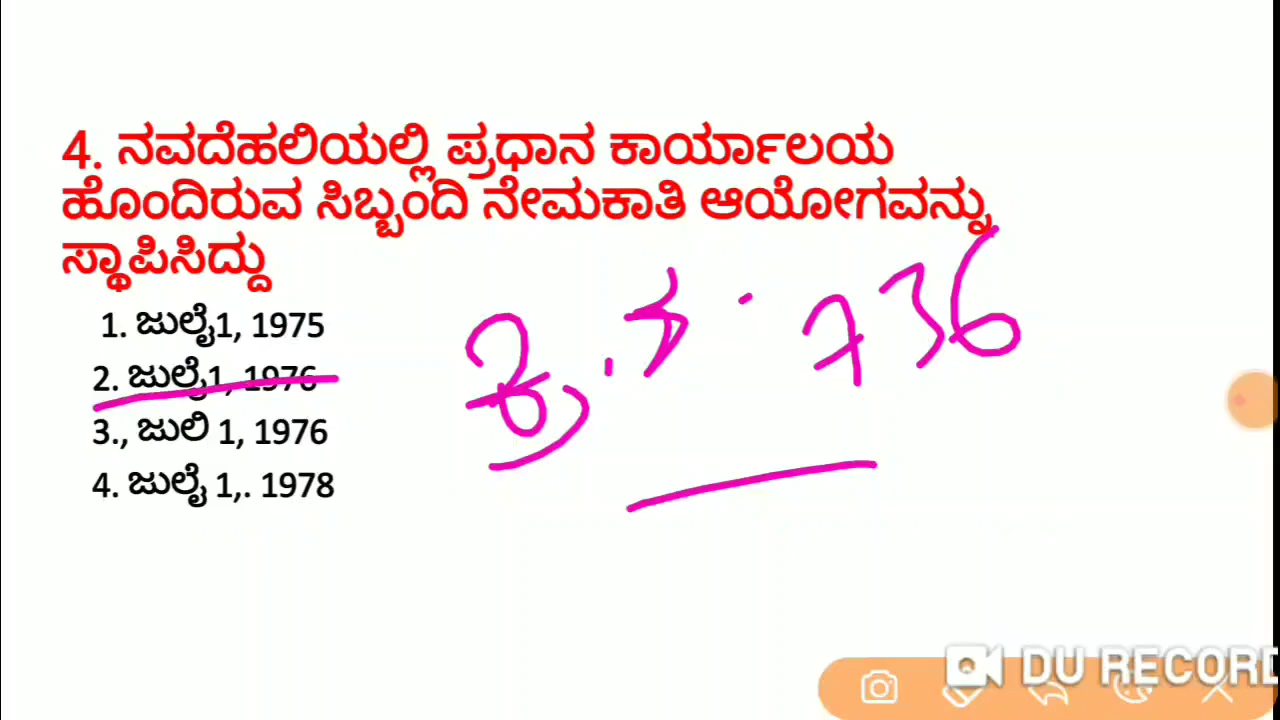 4. ನವದೆಹಲಿಯಲ್ಲಿ ಪ್ರಧಾನ ಕಾರ್ಯಾಲಯ
ಹೊಂದಿರುವ ಸಿಬ್ಬಂದಿ ನೇಮಕಾತಿ ಆಯೋಗವನ್ನು
ಸ್ಥಾಪಿಸಿದ್ದು
1. ಜುಲೈ1, 1975
2. ಜುಲೈ1, 1976
3., ಜುಲಿ 1, 1976
4. ಜುಲೈ 1,. 1978
736
DU RECORD